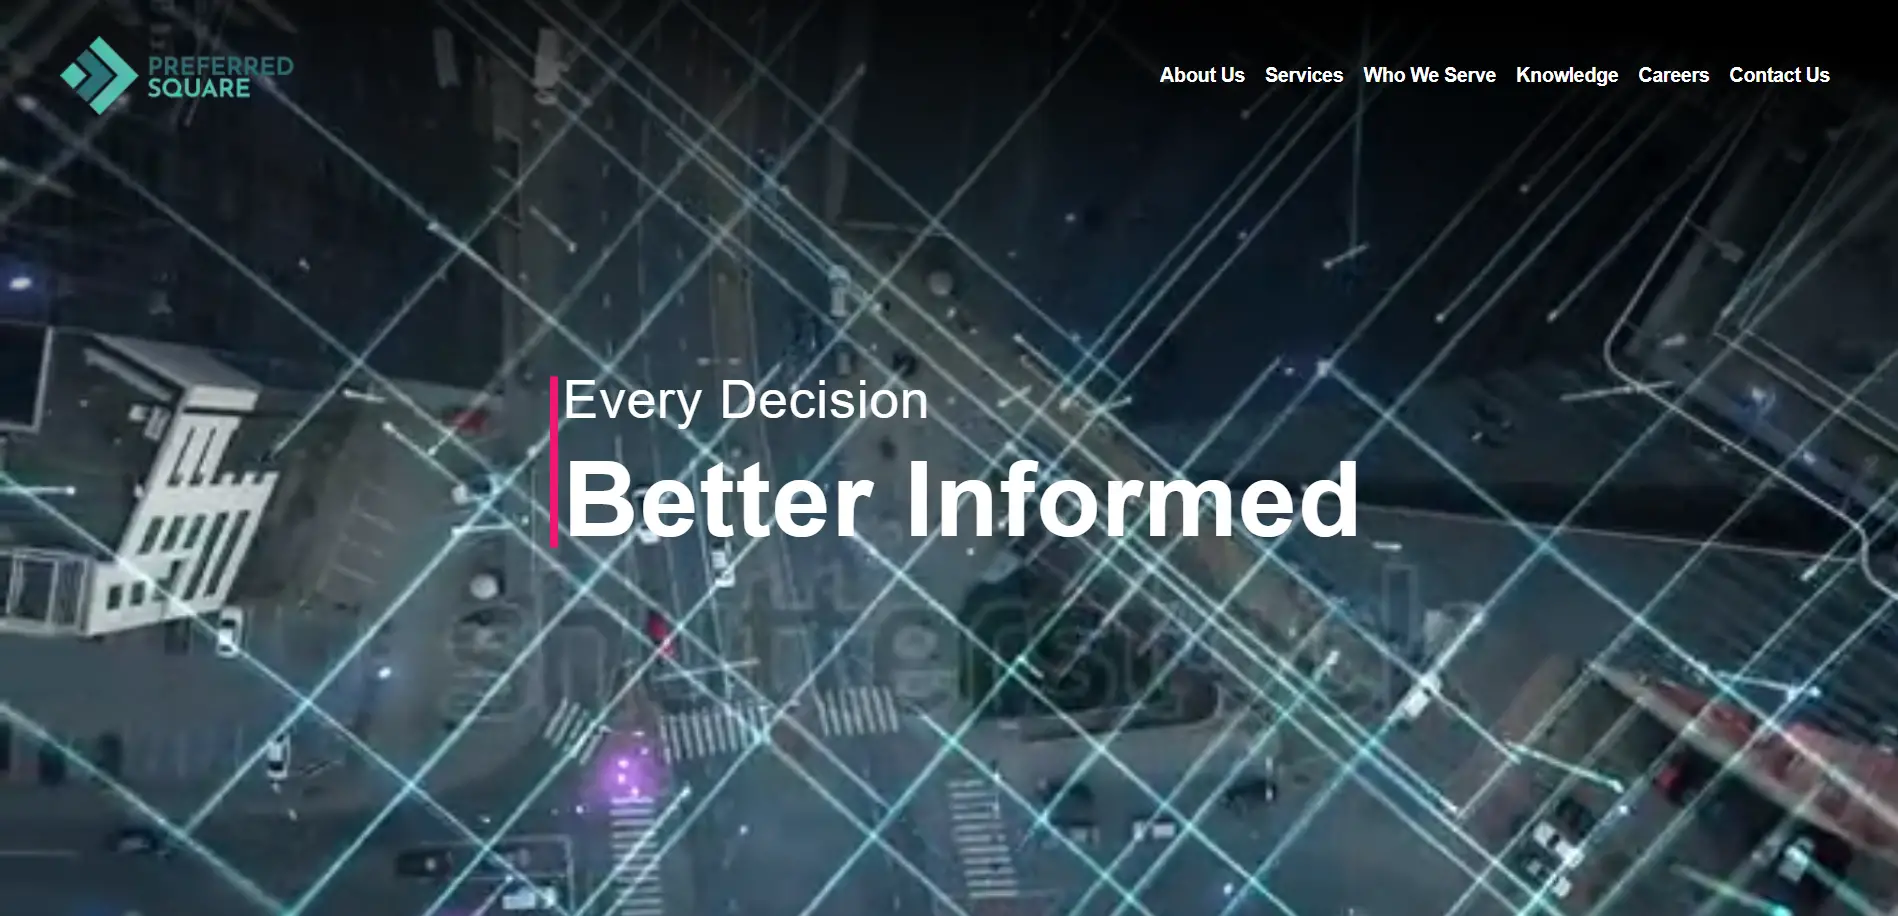 PREFERRED
SQUARE
About Us Services Who We Serve Knowledge Careers Contact Us
Every Decision
Better Informed
shutterstock